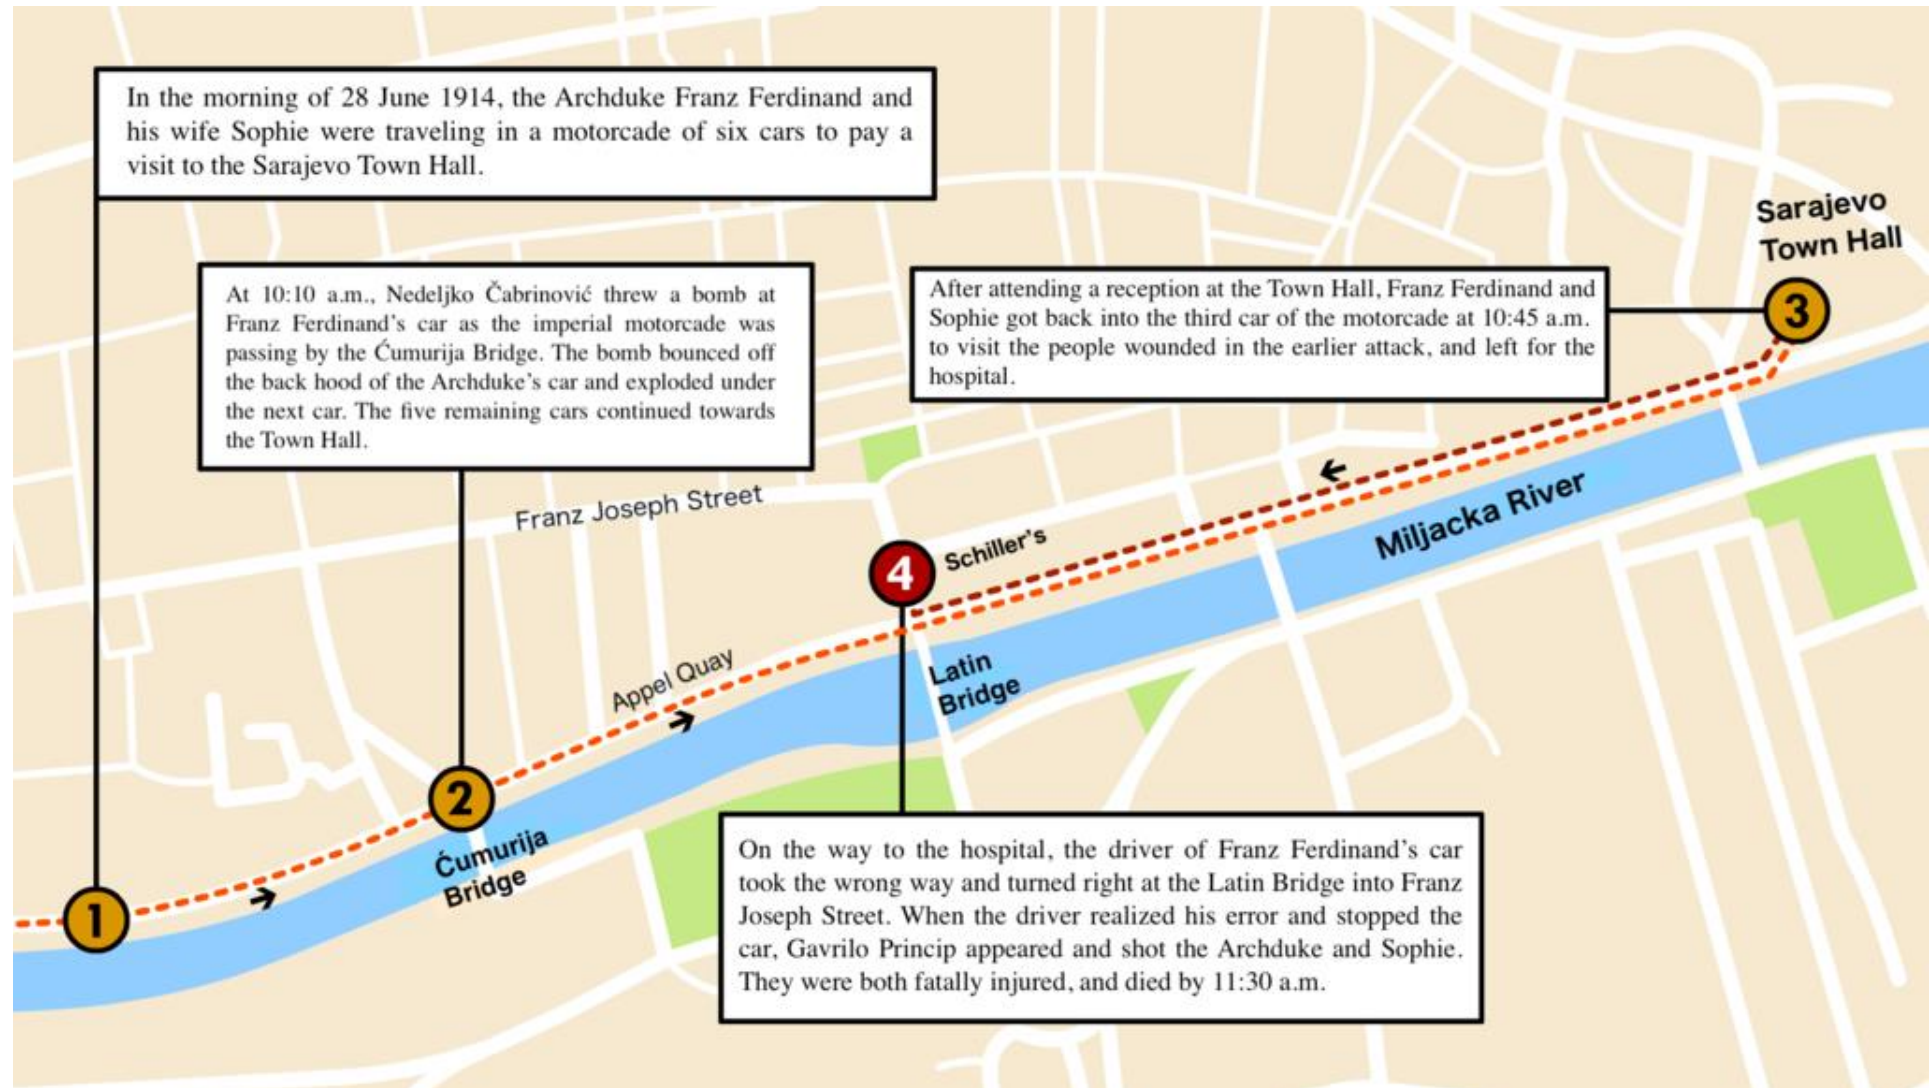 In the morning of 28 June 1914, the Archduke Franz Ferdinand and
his wife Sophie were traveling in a motorcade of six cars to pay a
visit to the Sarajevo Town Hall.
Sarajevo
Town Hall
At 10:10 a.m., Nedeljko Čabrinović threw a bomb at
Franz Ferdinand's car as the imperial motorcade was
passing by the Ćumurija Bridge. The bomb bounced off
the back hood of the Archduke's car and exploded under
the next car. The five remaining cars continued towards
the Town Hall.
After attending a reception at the Town Hall, Franz Ferdinand and
Sophie got back into the third car of the motorcade at 10:45 a.m.
to visit the people wounded in the earlier attack, and left for the
hospital.
3
Franz Joseph Street
Miljacka River
4
Schiller's
Appel Quay
Latin
Bridge
2
Ćumurija
Bridge
1
On the way to the hospital, the driver of Franz Ferdinand's car
took the wrong way and turned right at the Latin Bridge into Franz
Joseph Street. When the driver realized his error and stopped the
car, Gavrilo Princip appeared and shot the Archduke and Sophie.
They were both fatally injured, and died by 11:30 a.m.